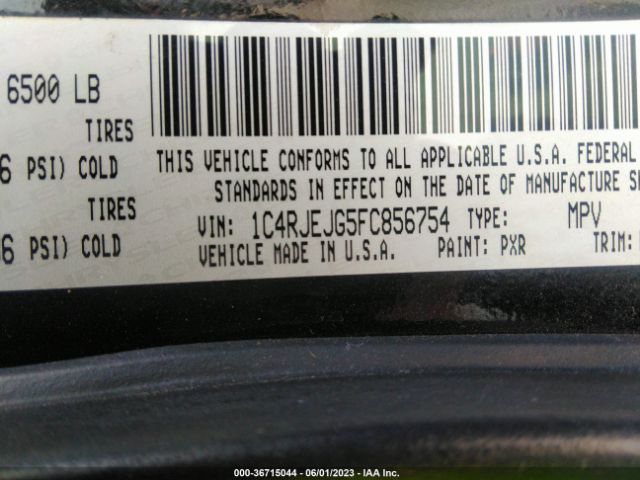 6500 LB
TIRES
6 PSI) COLD
TIRES
6 PSI) COLD
THIS VEHICLE CONFORMS TO ALL APPLICABLE U.S.A. FEDERAL
STANDARDS IN EFFECT ON THE DATE OF MANUFACTURE SH
VIN: 1C4RJEJG5FC856754 TYPE: MPV
VEHICLE MADE IN U.S.A. PAINT: PXR TRIM:
000-36715044 - 06/01/2023 - IAA Inc.